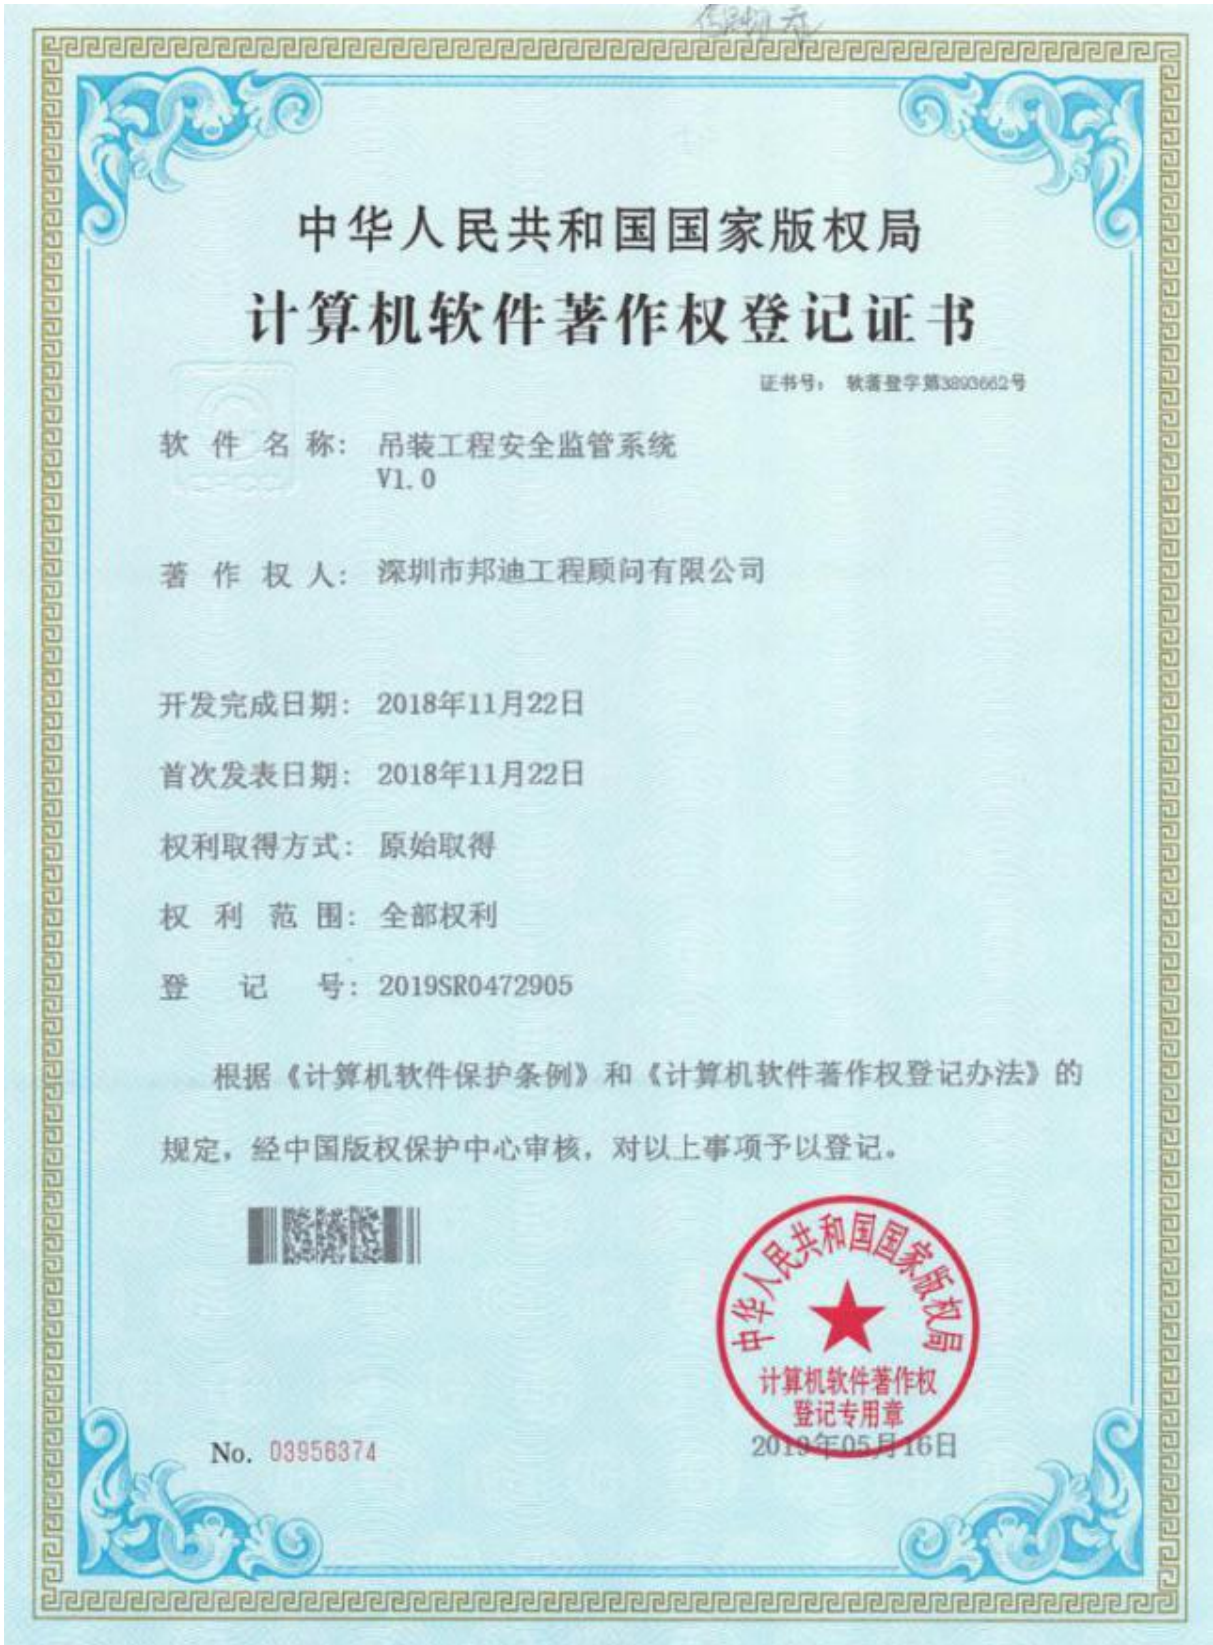 中华人民共和国国家版权局
计算机软件著作权登记证书
证书号： 软著登字第3893662号
软件名称： 吊装工程安全监管系统
V1.0
著作权人： 深圳市邦迪工程顾问有限公司
开发完成日期： 2018年11月22日
首次发表日期： 2018年11月22日
权利取得方式： 原始取得
权利范围： 全部权利
登记号： 2019SR0472905
根据《计算机软件保护条例》和《计算机软件著作权登记办法》的
规定，经中国版权保护中心审核，对以上事项予以登记。
中华人民共和国国家版权局
计算机软件著作权
登记专用章
No. 03956374
2019年05月16日